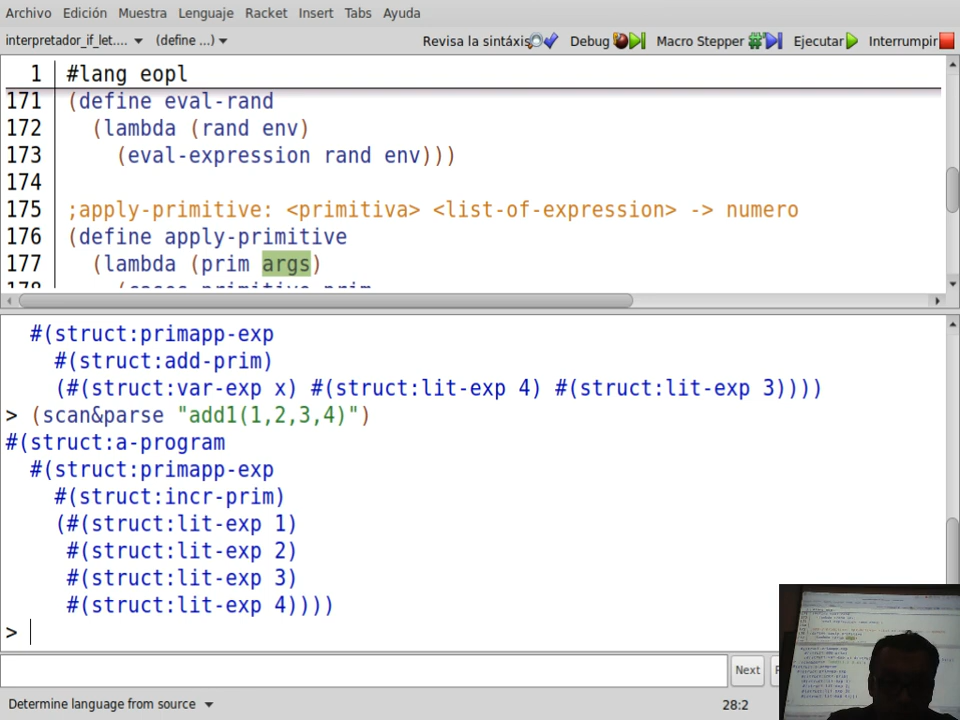 Archivo Edición Muestra Lenguaje Racket Insert Tabs Ayuda
interpretador_if_let.... (define ...) Revisa la sintáxis Debug Macro Stepper Ejecutar Interrumpir
1 #lang eopl
171 (define eval-rand
172 (lambda (rand env)
173 (eval-expression rand env)))
174
175 ;apply-primitive: <primitiva> <list-of-expression> -> numero
176 (define apply-primitive
177 (lambda (prim args)
178 (cases primitive prim
#(struct:primapp-exp
#(struct:add-prim)
(#(struct:var-exp x) #(struct:lit-exp 4) #(struct:lit-exp 3))))
> (scan&parse "add1(1,2,3,4)")
#(struct:a-program
#(struct:primapp-exp
#(struct:incr-prim)
(#(struct:lit-exp 1)
#(struct:lit-exp 2)
#(struct:lit-exp 3)
#(struct:lit-exp 4))))
>
Next
Determine language from source 28:2